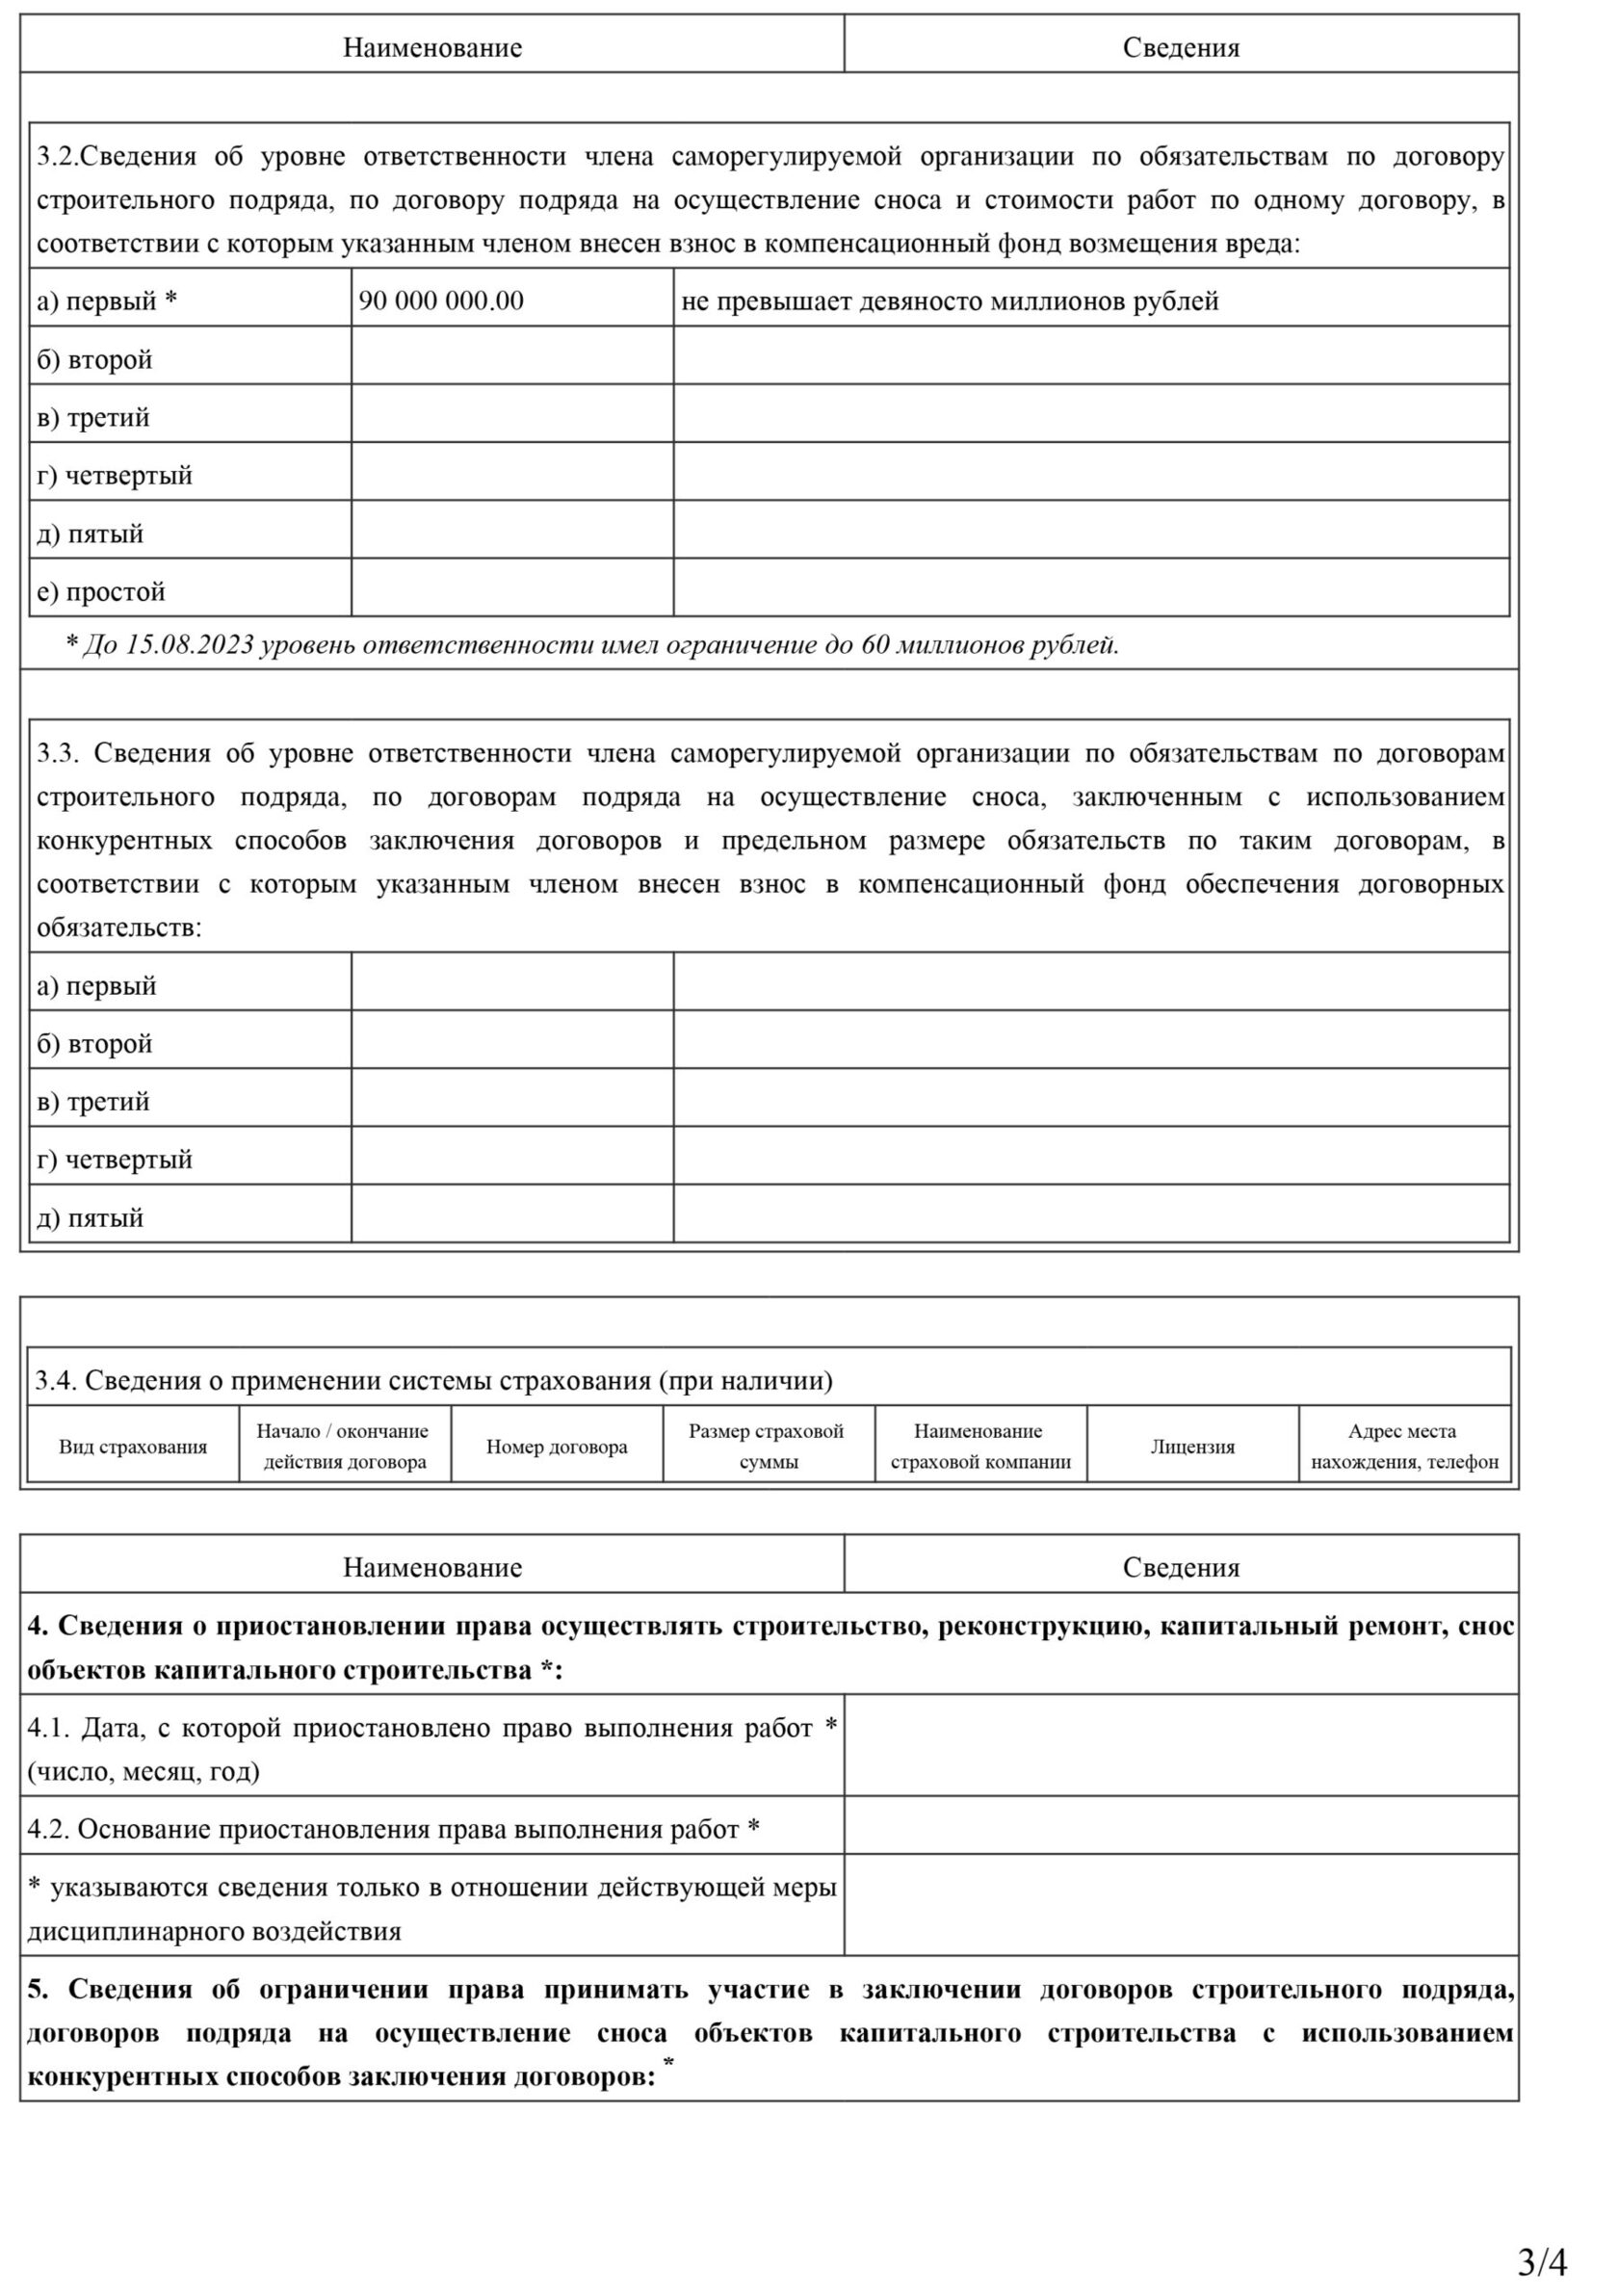 Наименование
Сведения
3.2.Сведения об уровне ответственности члена саморегулируемой организации по обязательствам по договору
строительного подряда, по договору подряда на осуществление сноса и стоимости работ по одному договору, в
соответствии с которым указанным членом внесен взнос в компенсационный фонд возмещения вреда:
а) первый *
90 000 000.00
не превышает девяносто миллионов рублей
б) второй
в) третий
г) четвертый
д) пятый
е) простой
* До 15.08.2023 уровень ответственности имел ограничение до 60 миллионов рублей.
3.3. Сведения об уровне ответственности члена саморегулируемой организации по обязательствам по договорам
строительного подряда, по договорам подряда на осуществление сноса, заключенным с использованием
конкурентных способов заключения договоров и предельном размере обязательств по таким договорам, в
соответствии с которым указанным членом внесен взнос в компенсационный фонд обеспечения договорных
обязательств:
а) первый
б) второй
в) третий
г) четвертый
д) пятый
3.4. Сведения о применении системы страхования (при наличии)
Вид страхования
Начало / окончание
действия договора
Номер договора
Размер страховой
суммы
Наименование
страховой компании
Лицензия
Адрес места
нахождения, телефон
Наименование
Сведения
4. Сведения о приостановлении права осуществлять строительство, реконструкцию, капитальный ремонт, снос
объектов капитального строительства *:
4.1. Дата, с которой приостановлено право выполнения работ *
(число, месяц, год)
4.2. Основание приостановления права выполнения работ *
* указываются сведения только в отношении действующей меры
дисциплинарного воздействия
5. Сведения об ограничении права принимать участие в заключении договоров строительного подряда,
договоров подряда на осуществление сноса объектов капитального строительства с использованием
конкурентных способов заключения договоров: *
3/4